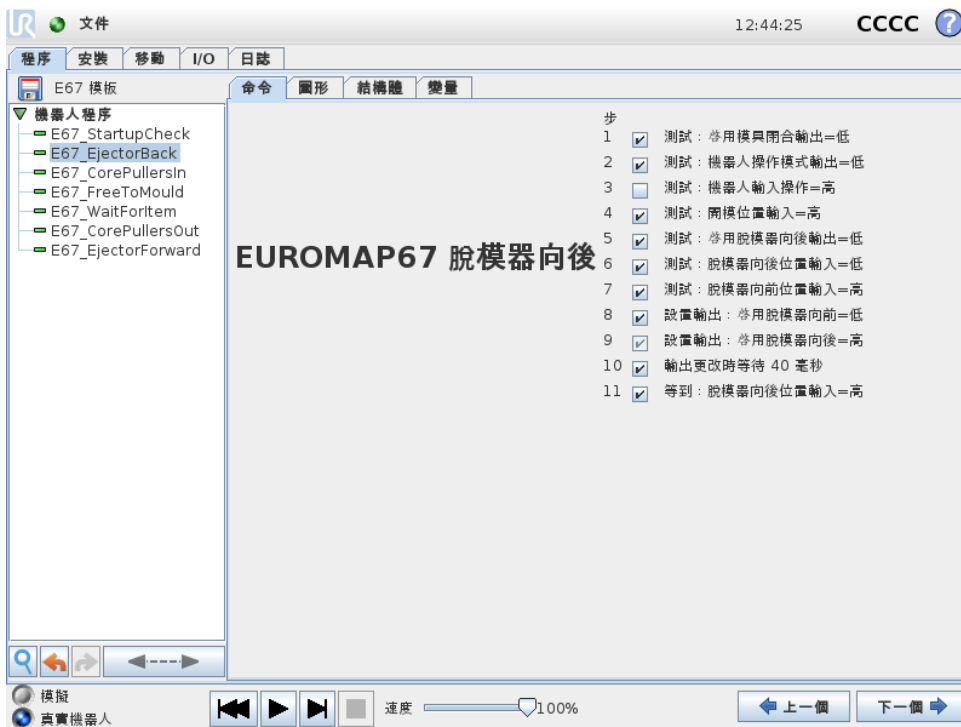 UR 文件 12:44:25 CCCC ?
程序 安裝 移動 I/O 日誌
E67 模板
命令 圖形 結構體 變量
機器人程序
E67_StartupCheck
E67_EjectorBack
E67_CorePullersIn
E67_FreeToMould
E67_WaitForItem
E67_CorePullersOut
E67_EjectorForward
EUROMAP67 脫模器向後
步
1 測試：啓用模具閉合輸出=低
2 測試：機器人操作模式輸出=低
3 測試：機器人輸入操作=高
4 測試：開模位置輸入=高
5 測試：啓用脫模器向後輸出=低
6 測試：脫模器向後位置輸入=低
7 測試：脫模器向前位置輸入=高
8 設置輸出：啓用脫模器向前=低
9 設置輸出：啓用脫模器向後=高
10 輸出更改時等待 40 毫秒
11 等到：脫模器向後位置輸入=高
模擬
真實機器人
速度 100%
上一個 下一個